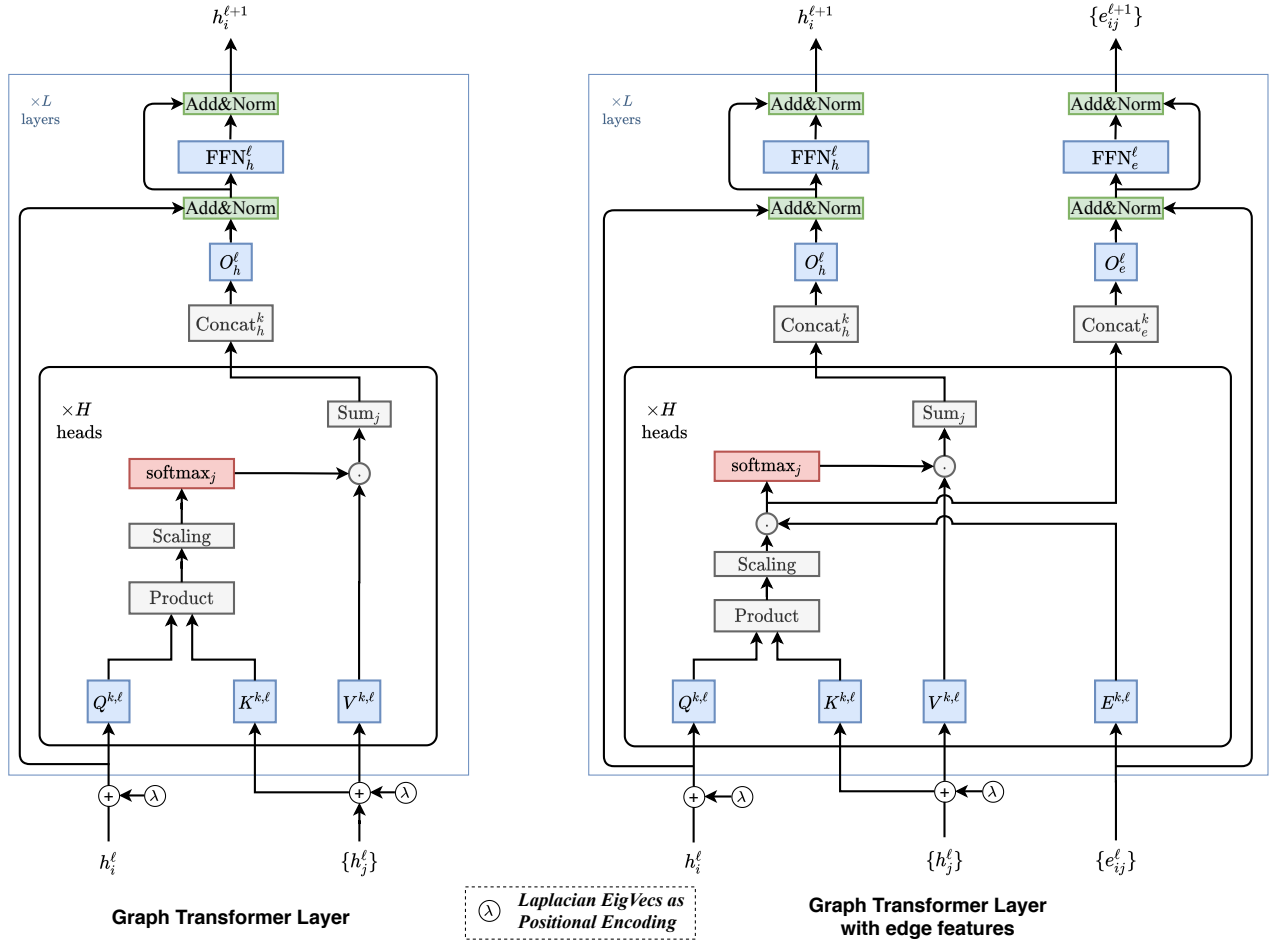 h_i^{ℓ+1}
×L
layers
Add&Norm
FFN_h^ℓ
Add&Norm
O_h^ℓ
Concat_h^k
×H
heads
Sum_j
softmax_j
·
Scaling
Product
Q^{k,ℓ}
K^{k,ℓ}
V^{k,ℓ}
+ λ
+ λ
h_i^ℓ
{h_j^ℓ}
Graph Transformer Layer
h_i^{ℓ+1}
{e_{ij}^{ℓ+1}}
×L
layers
Add&Norm
Add&Norm
FFN_h^ℓ
FFN_e^ℓ
Add&Norm
Add&Norm
O_h^ℓ
O_e^ℓ
Concat_h^k
Concat_e^k
×H
heads
Sum_j
softmax_j
·
·
Scaling
Product
Q^{k,ℓ}
K^{k,ℓ}
V^{k,ℓ}
E^{k,ℓ}
+ λ
+ λ
h_i^ℓ
{h_j^ℓ}
{e_{ij}^ℓ}
Graph Transformer Layer
with edge features
λ
Laplacian EigVecs as
Positional Encoding